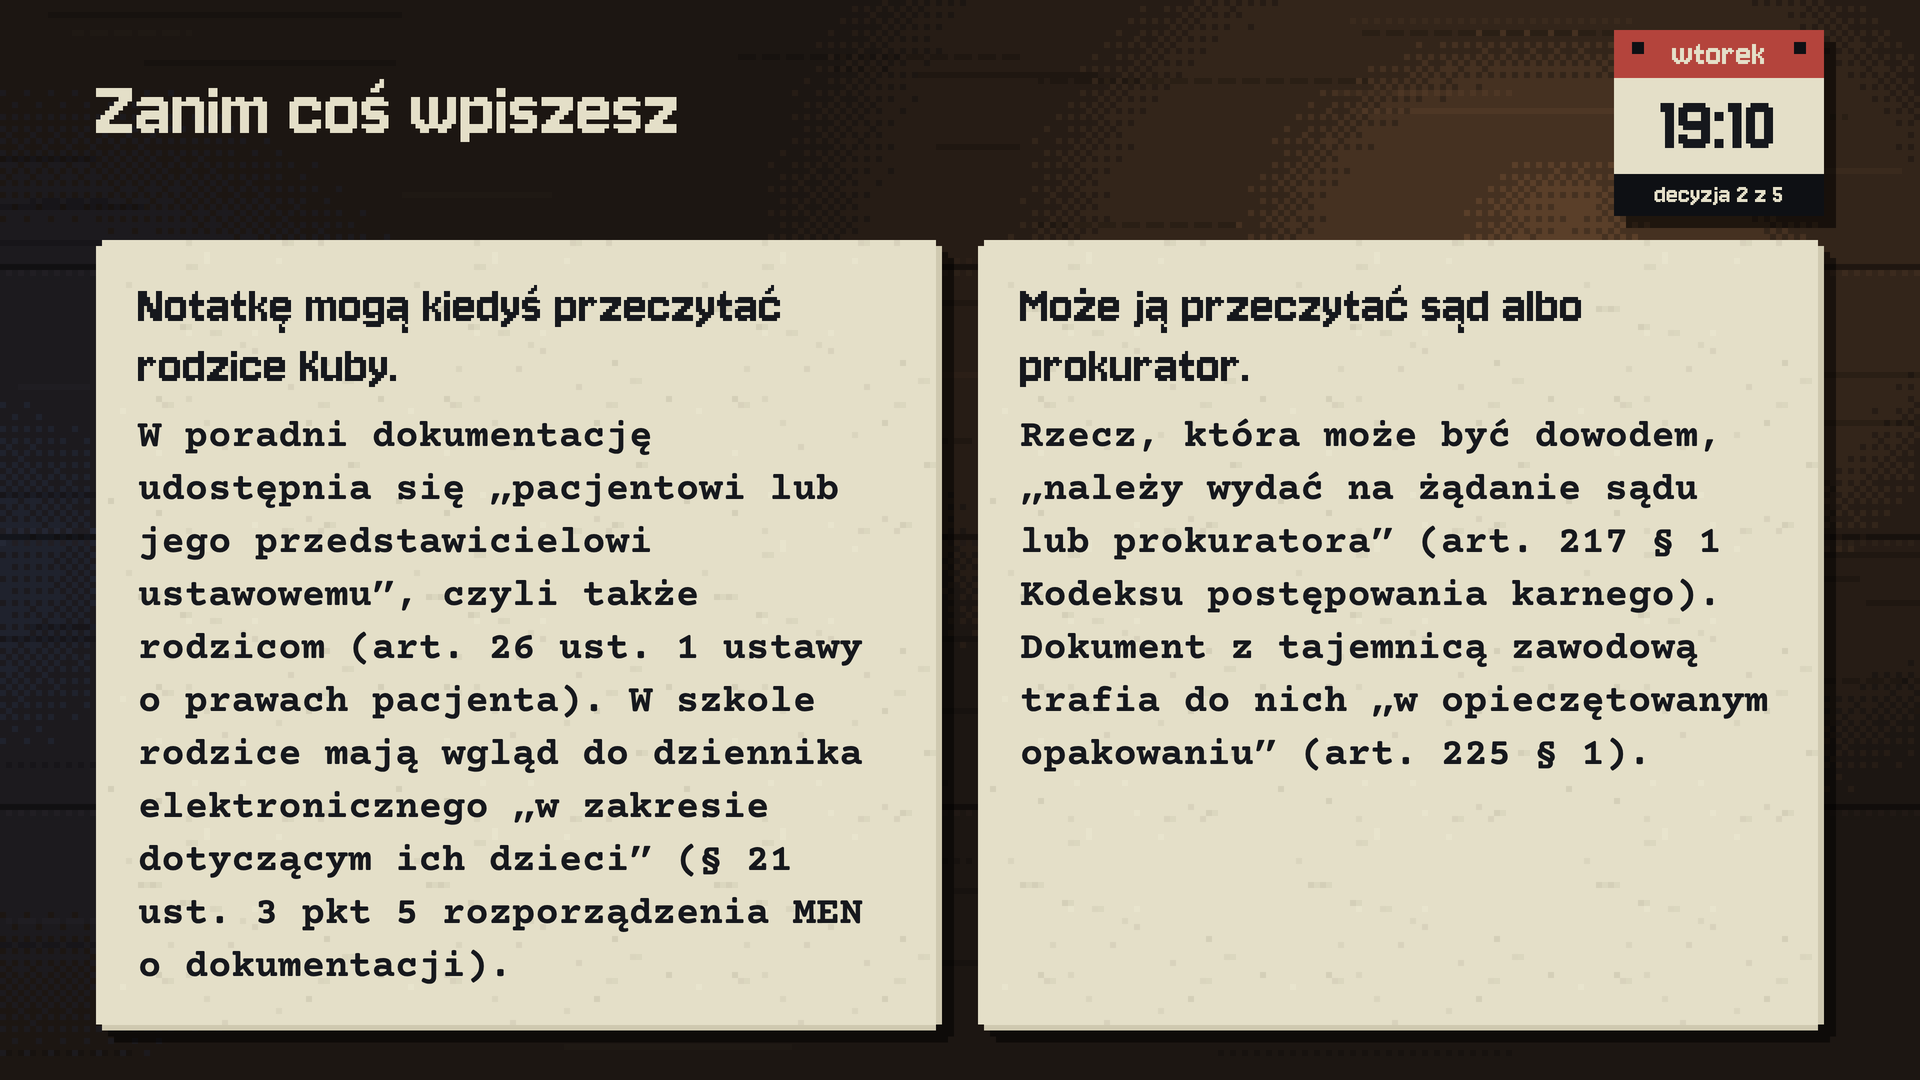 Zanim coś wpiszesz
wtorek
19:10
decyzja 2 z 5
Notatkę mogą kiedyś przeczytać
rodzice Kuby.
W poradni dokumentację
udostępnia się „pacjentowi lub
jego przedstawicielowi
ustawowemu”, czyli także
rodzicom (art. 26 ust. 1 ustawy
o prawach pacjenta). W szkole
rodzice mają wgląd do dziennika
elektronicznego „w zakresie
dotyczącym ich dzieci” (§ 21
ust. 3 pkt 5 rozporządzenia MEN
o dokumentacji).
Może ją przeczytać sąd albo
prokurator.
Rzecz, która może być dowodem,
„należy wydać na żądanie sądu
lub prokuratora” (art. 217 § 1
Kodeksu postępowania karnego).
Dokument z tajemnicą zawodową
trafia do nich „w opieczętowanym
opakowaniu” (art. 225 § 1).